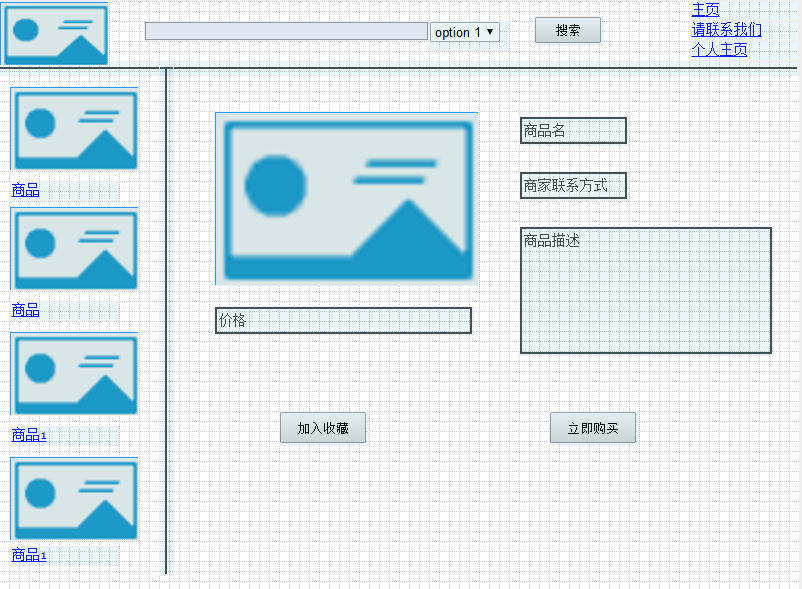 option 1
搜索
主页
请联系我们
个人主页
商品
商品
商品1
商品1
商品名
商家联系方式
商品描述
价格
加入收藏
立即购买